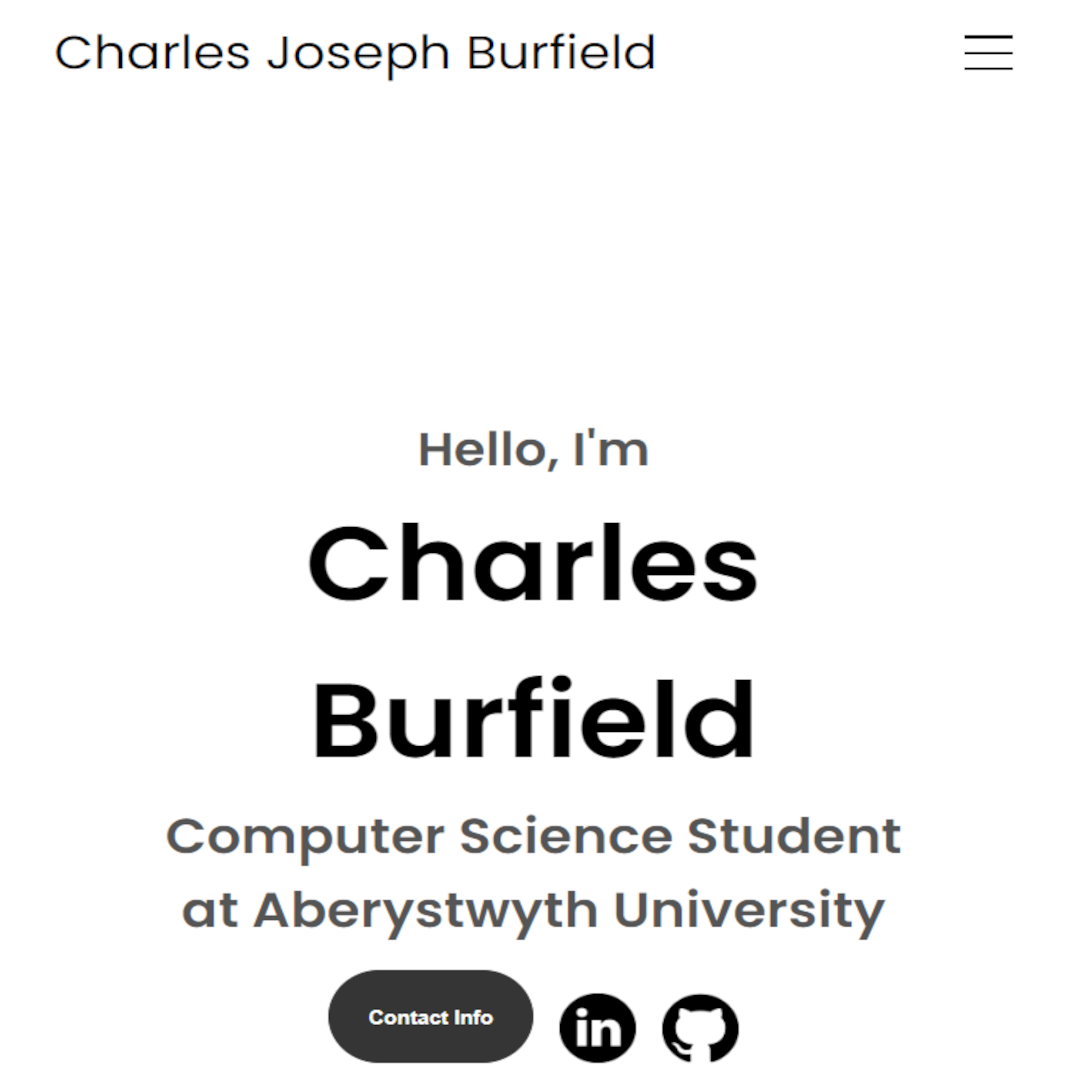 Charles Joseph Burfield
Hello, I'm
Charles
Burfield
Computer Science Student
at Aberystwyth University
Contact Info
in